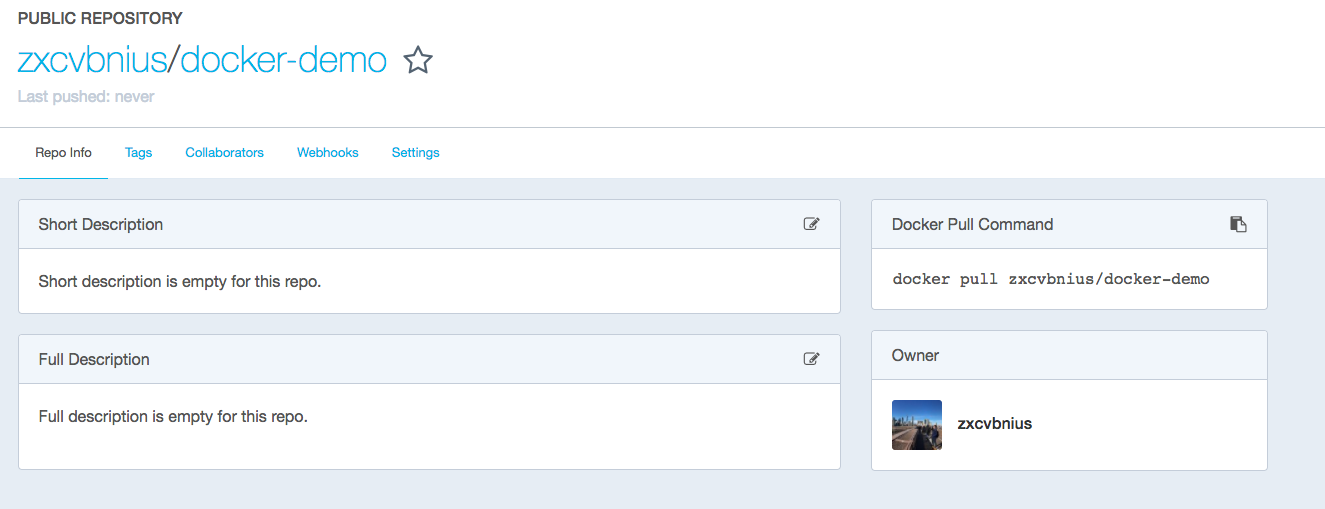 PUBLIC REPOSITORY
zxcvbnius/docker-demo
Last pushed: never
Repo Info Tags Collaborators Webhooks Settings
Short Description
Short description is empty for this repo.
Full Description
Full description is empty for this repo.
Docker Pull Command
docker pull zxcvbnius/docker-demo
Owner
zxcvbnius